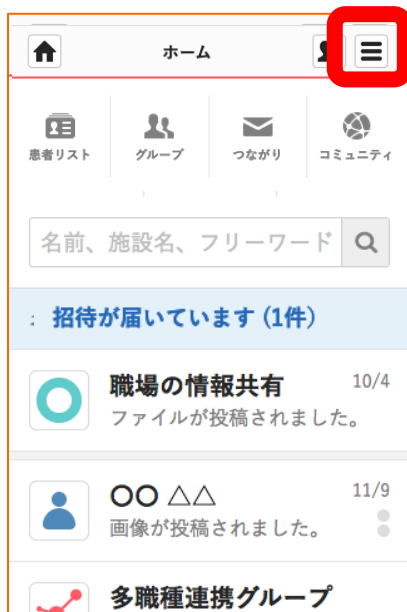 ホーム
患者リスト グループ つながり コミュニティ
名前、施設名、フリーワード
招待が届いています (1件)
職場の情報共有 10/4
ファイルが投稿されました。
〇〇 △△ 11/9
画像が投稿されました。
多職種連携グループ